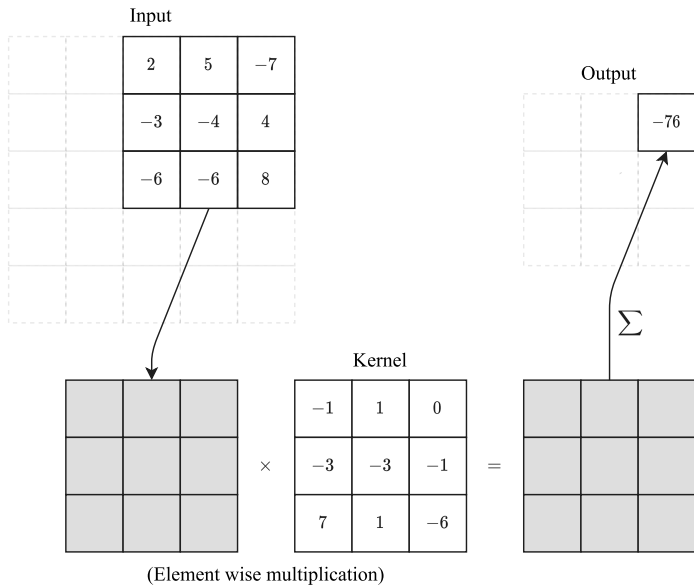 Input
2 5 −7
−3 −4 4
−6 −6 8
Output
−76
∑
Kernel
−1 1 0
× −3 −3 −1 =
7 1 −6
(Element wise multiplication)